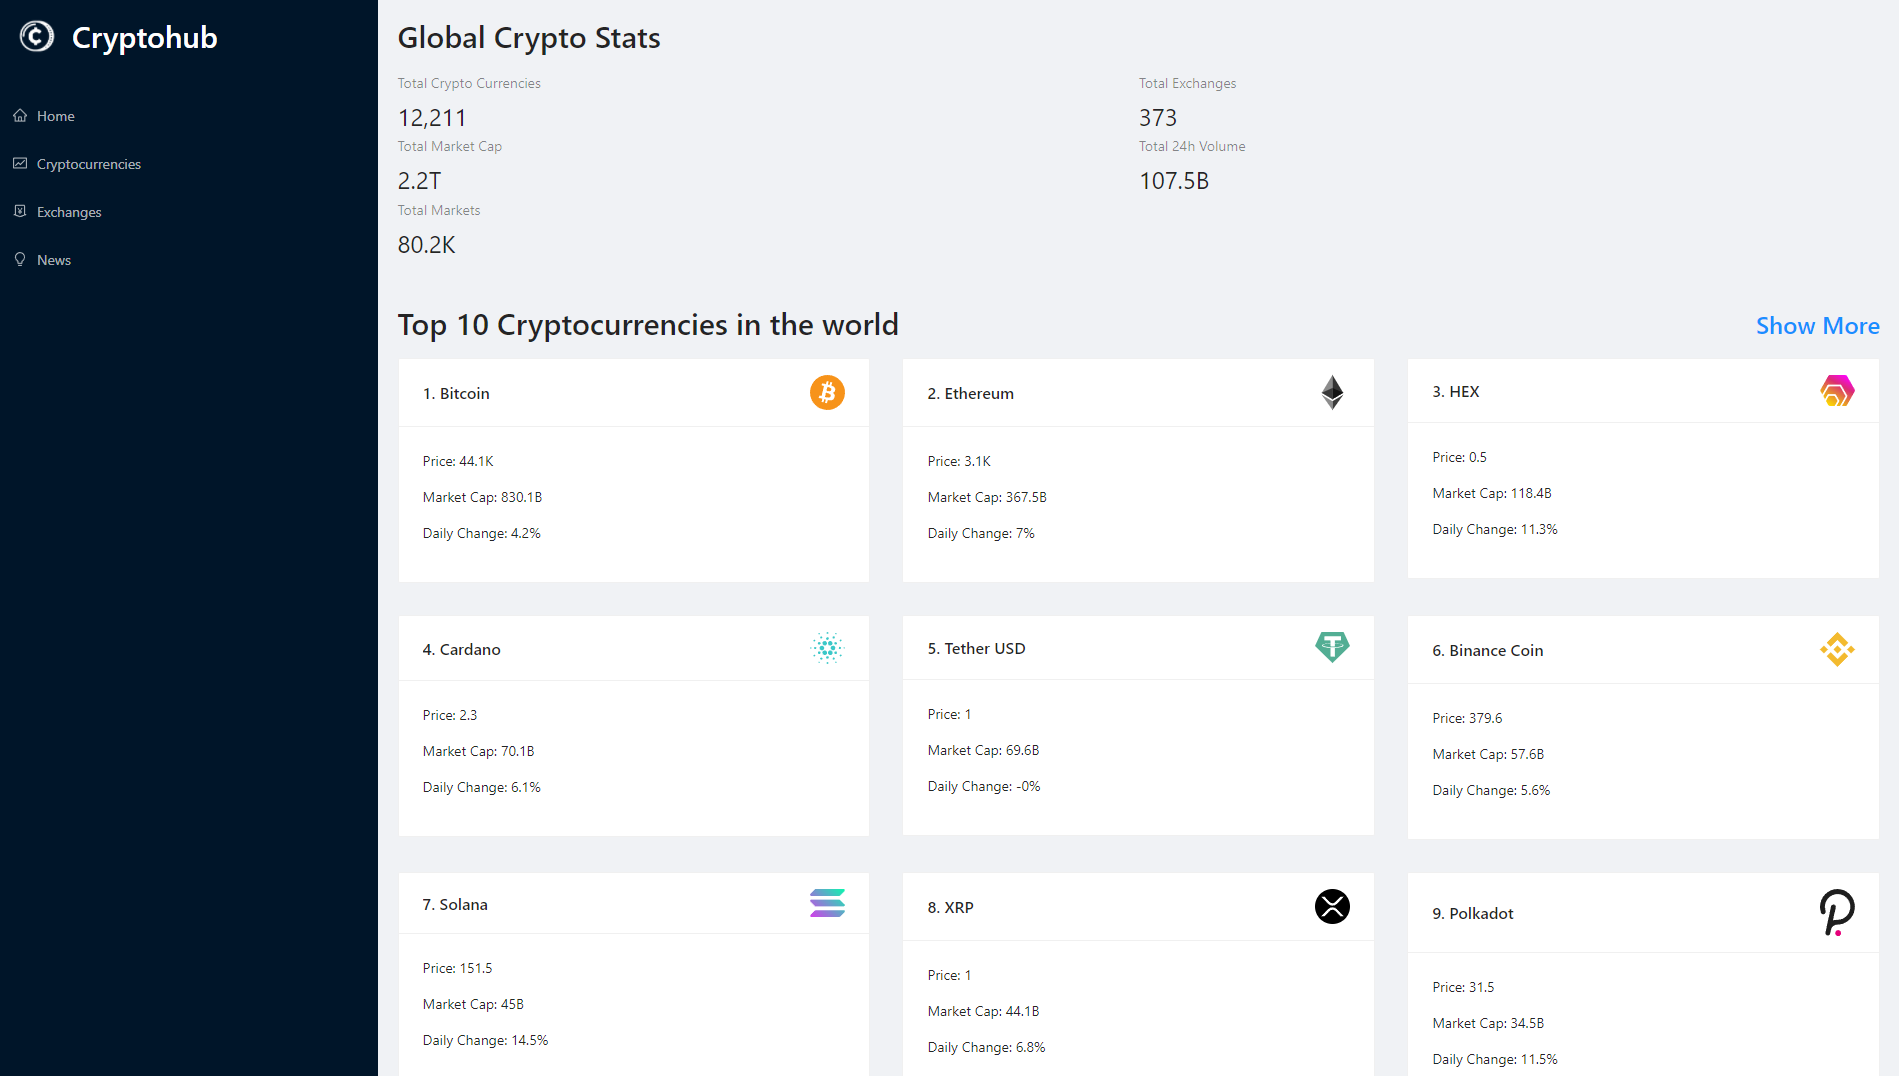 Cryptohub
Home
Cryptocurrencies
Exchanges
News
Global Crypto Stats
Total Crypto Currencies
12,211
Total Exchanges
373
Total Market Cap
2.2T
Total 24h Volume
107.5B
Total Markets
80.2K
Top 10 Cryptocurrencies in the world
Show More
1. Bitcoin
Price: 44.1K
Market Cap: 830.1B
Daily Change: 4.2%
2. Ethereum
Price: 3.1K
Market Cap: 367.5B
Daily Change: 7%
3. HEX
Price: 0.5
Market Cap: 118.4B
Daily Change: 11.3%
4. Cardano
Price: 2.3
Market Cap: 70.1B
Daily Change: 6.1%
5. Tether USD
Price: 1
Market Cap: 69.6B
Daily Change: -0%
6. Binance Coin
Price: 379.6
Market Cap: 57.6B
Daily Change: 5.6%
7. Solana
Price: 151.5
Market Cap: 45B
Daily Change: 14.5%
8. XRP
Price: 1
Market Cap: 44.1B
Daily Change: 6.8%
9. Polkadot
Price: 31.5
Market Cap: 34.5B
Daily Change: 11.5%